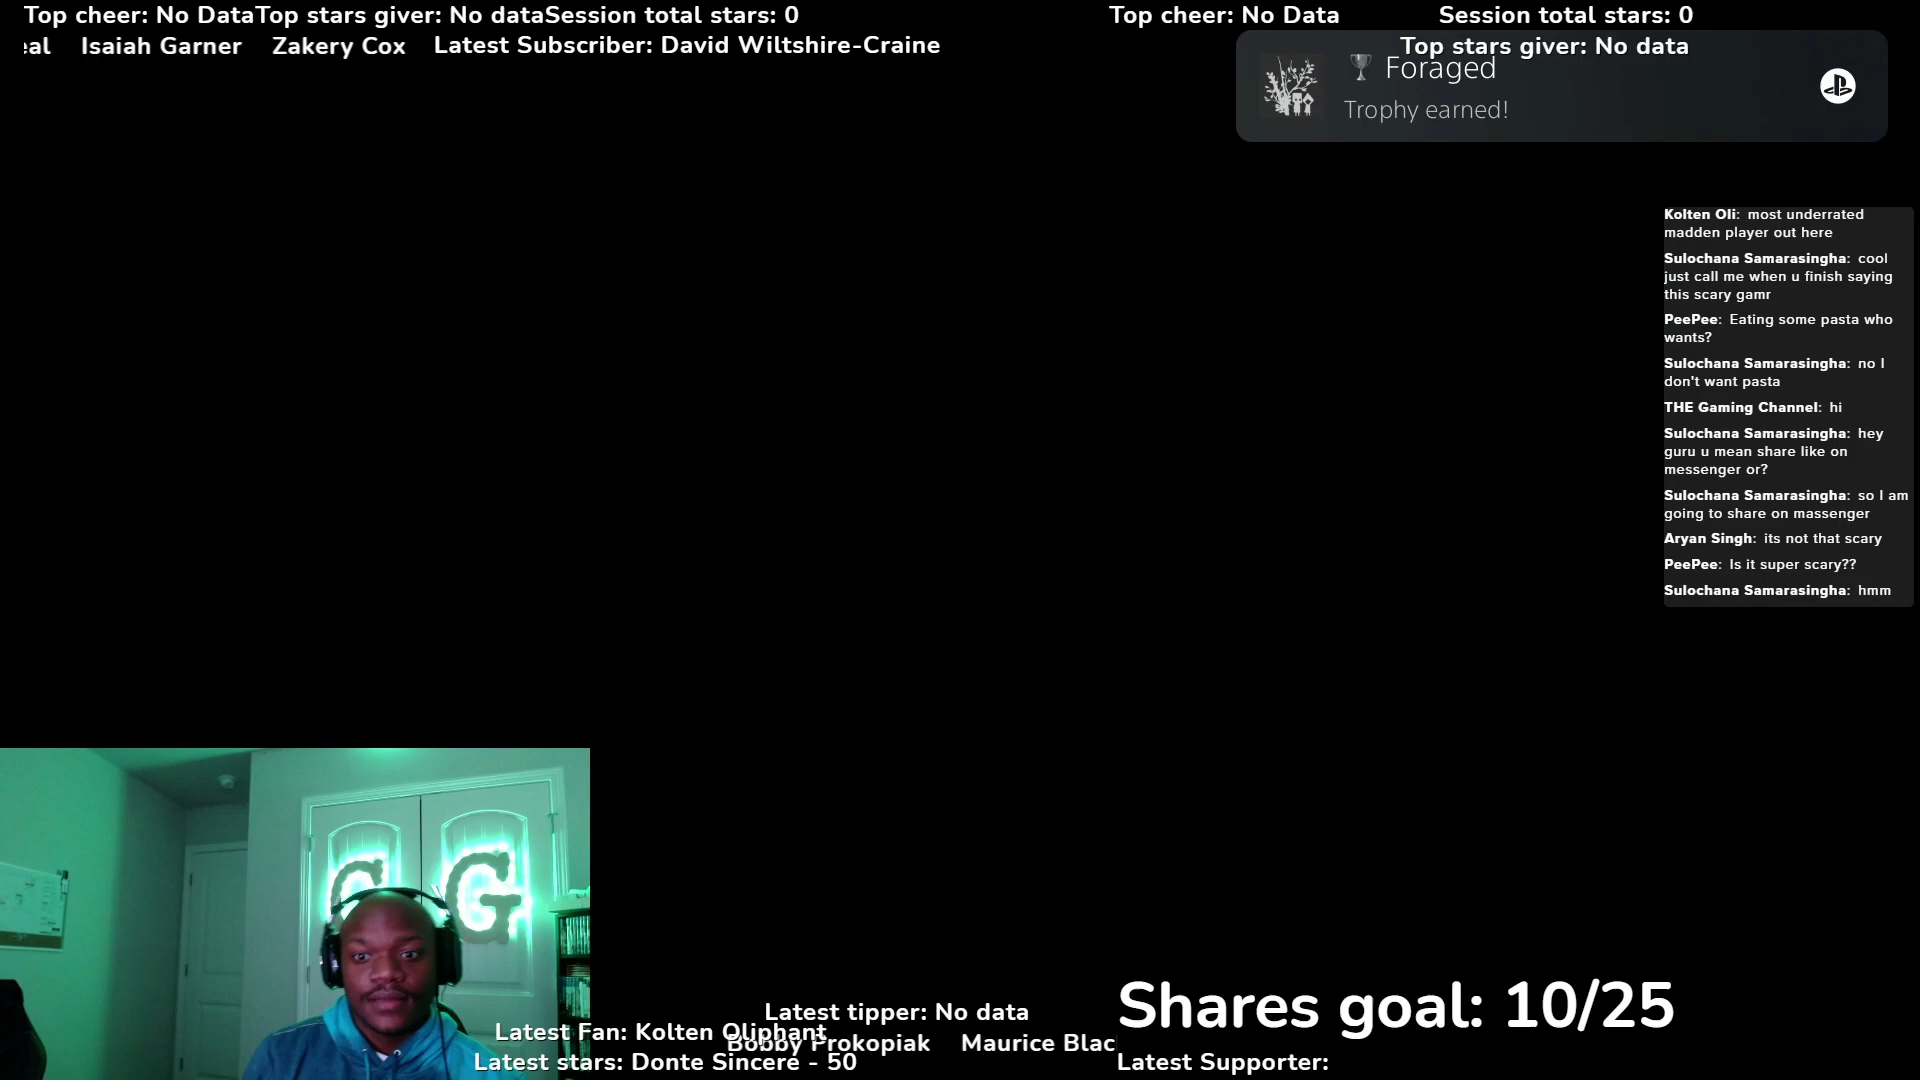 Top cheer: No DataTop stars giver: No dataSession total stars: 0
Top cheer: No Data
Session total stars: 0
eal Isaiah Garner Zakery Cox Latest Subscriber: David Wiltshire-Craine
Top stars giver: No data
Foraged
Trophy earned!
Kolten Oli: most underrated
madden player out here
Sulochana Samarasingha: cool
just call me when u finish saying
this scary gamr
PeePee: Eating some pasta who
wants?
Sulochana Samarasingha: no I
don't want pasta
THE Gaming Channel: hi
Sulochana Samarasingha: hey
guru u mean share like on
messenger or?
Sulochana Samarasingha: so I am
going to share on massenger
Aryan Singh: its not that scary
PeePee: Is it super scary??
Sulochana Samarasingha: hmm
G G
Shares goal: 10/25
Latest tipper: No data
Latest Fan: Kolten Oliphant
Bobby Prokopiak Maurice Blac
Latest stars: Donte Sincere - 50
Latest Supporter: